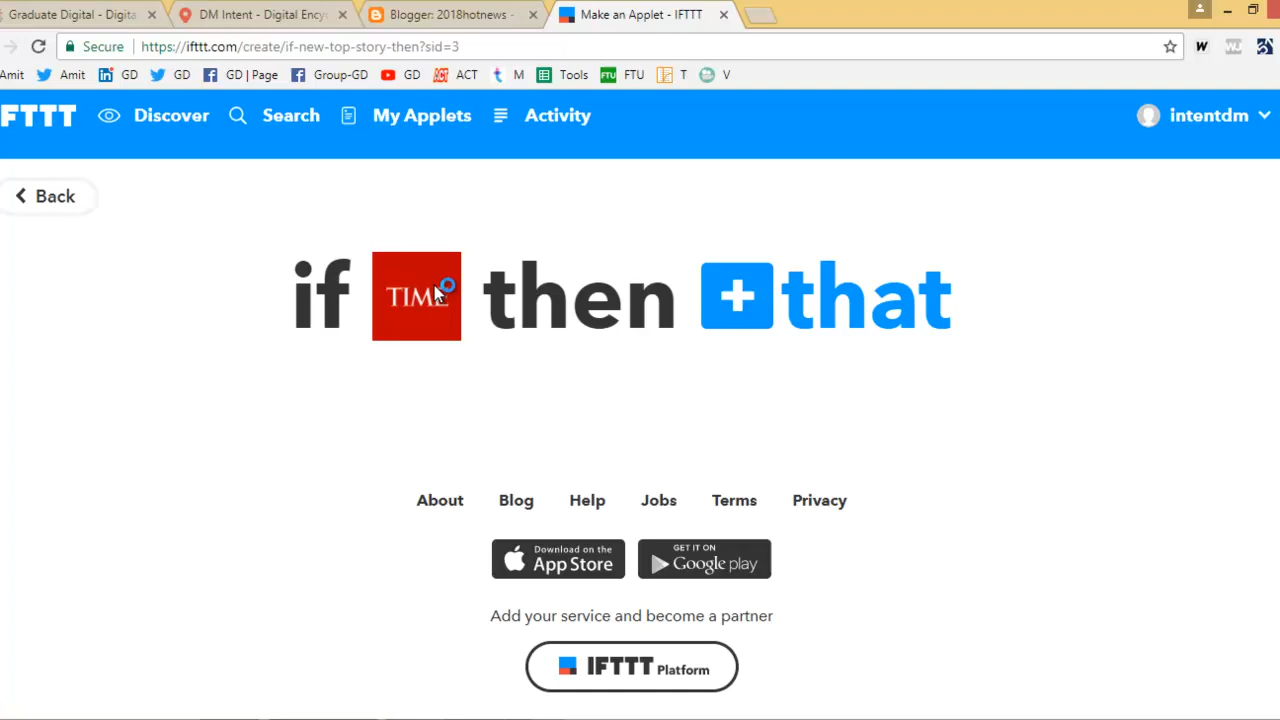 Graduate Digital - Digita
DM Intent - Digital Ency
Blogger: 2018hotnews -
Make an Applet - IFTTT
Secure
https://ifttt.com/create/if-new-top-story-then?sid=3
Amit Amit GD GD GD | Page Group-GD GD ACT M Tools FTU FTU T V
FTTT Discover Search My Applets Activity intentdm
Back
if TIME then + that
About Blog Help Jobs Terms Privacy
Download on the
App Store
GET IT ON
Google play
Add your service and become a partner
IFTTT Platform